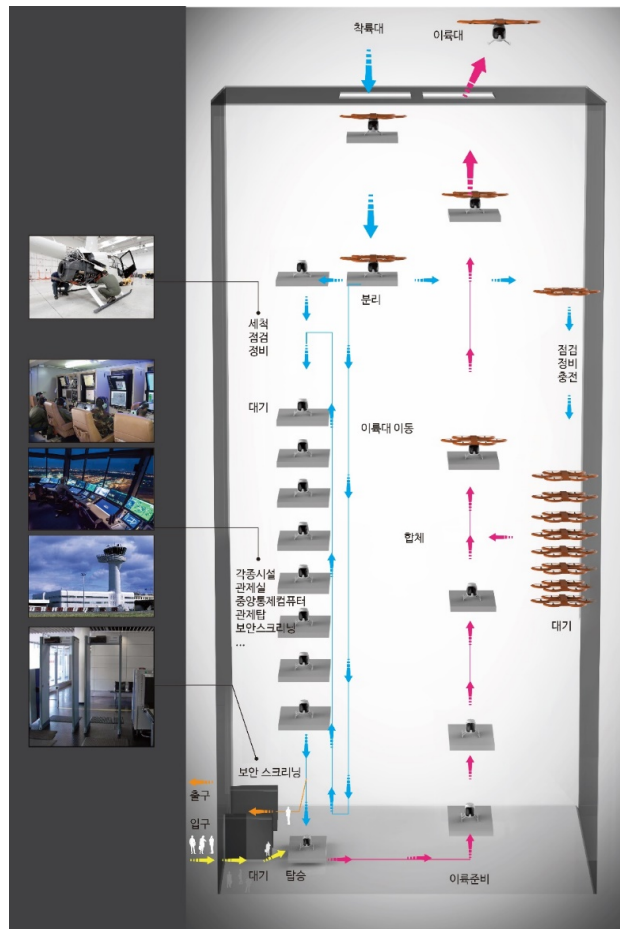 착륙대
이륙대
분리
세척
점검
정비
점검
정비
충전
대기
이륙대 이동
합체
각종시설
관제실
중앙통제컴퓨터
관제탑
보안스크리닝
...
대기
보안 스크리닝
출구
입구
대기
탑승
이륙준비